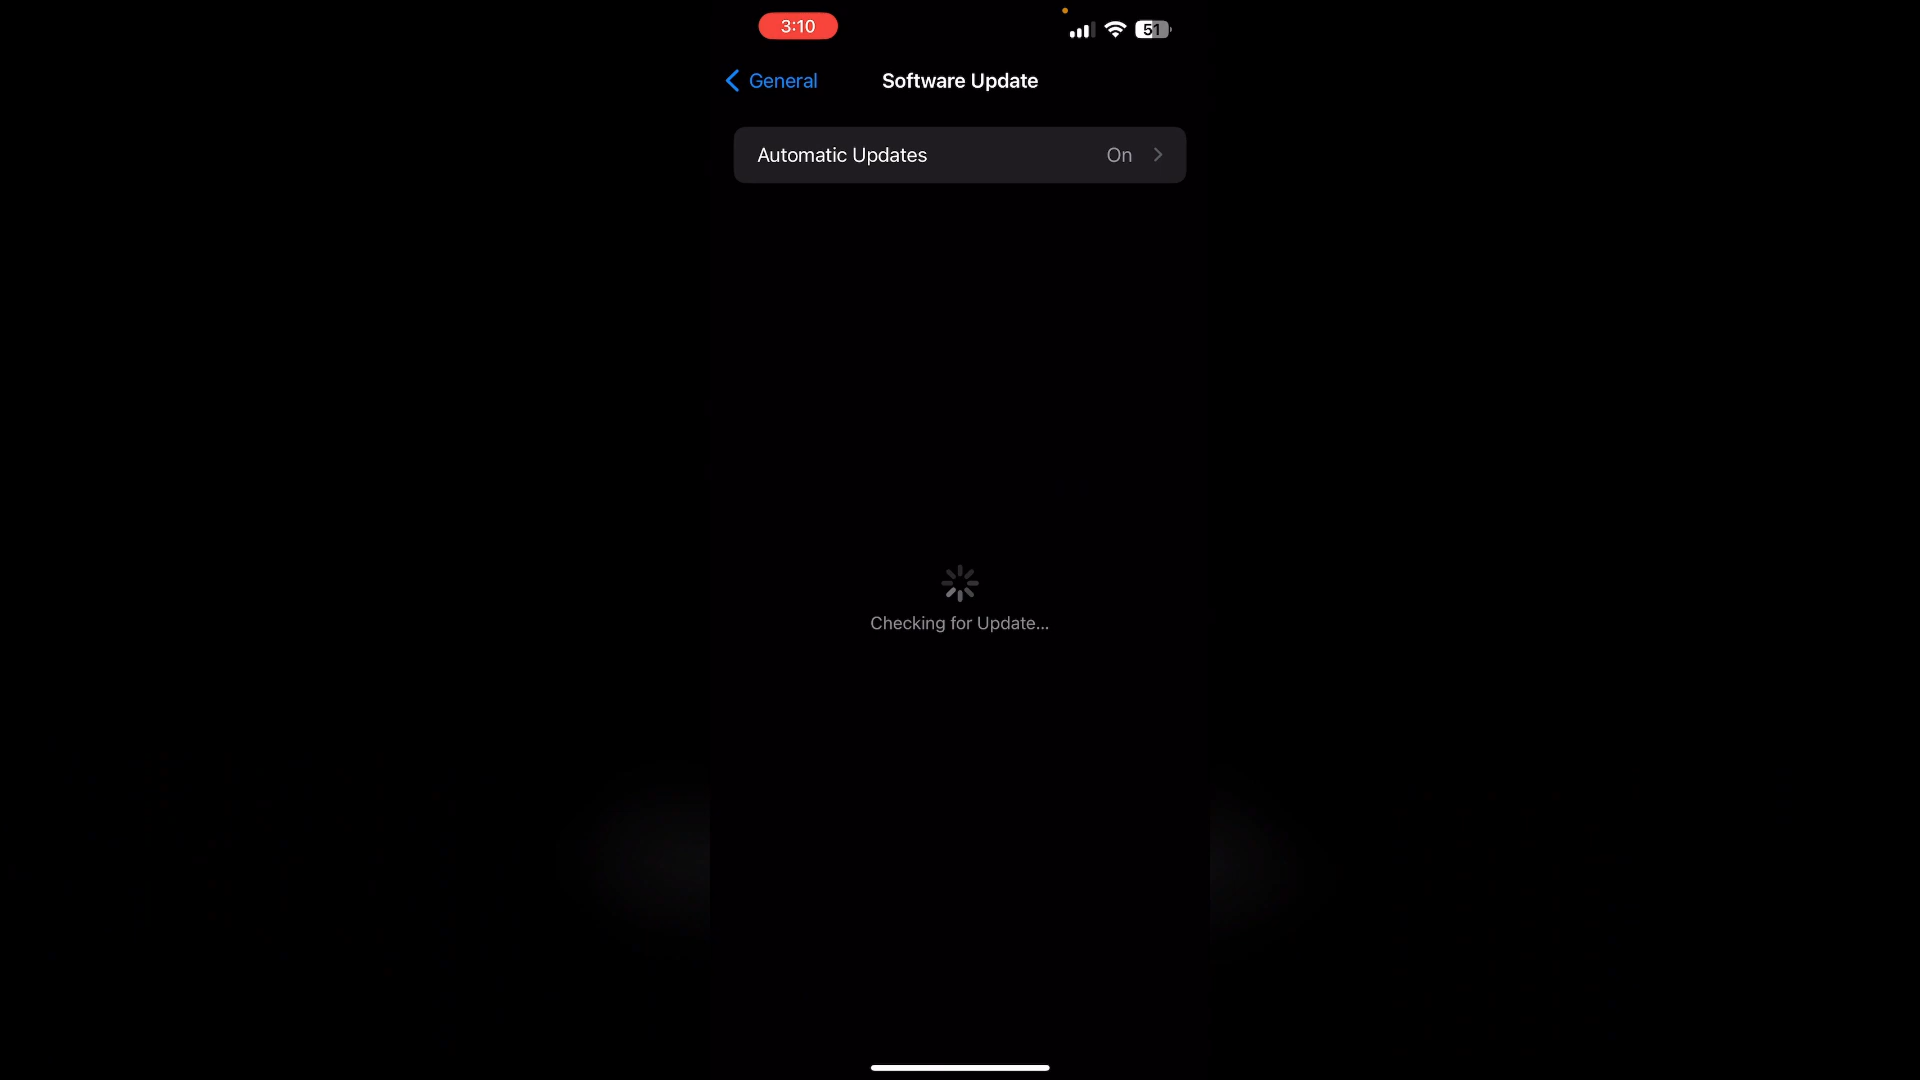 3:10
51
General
Software Update
Automatic Updates On
Checking for Update...